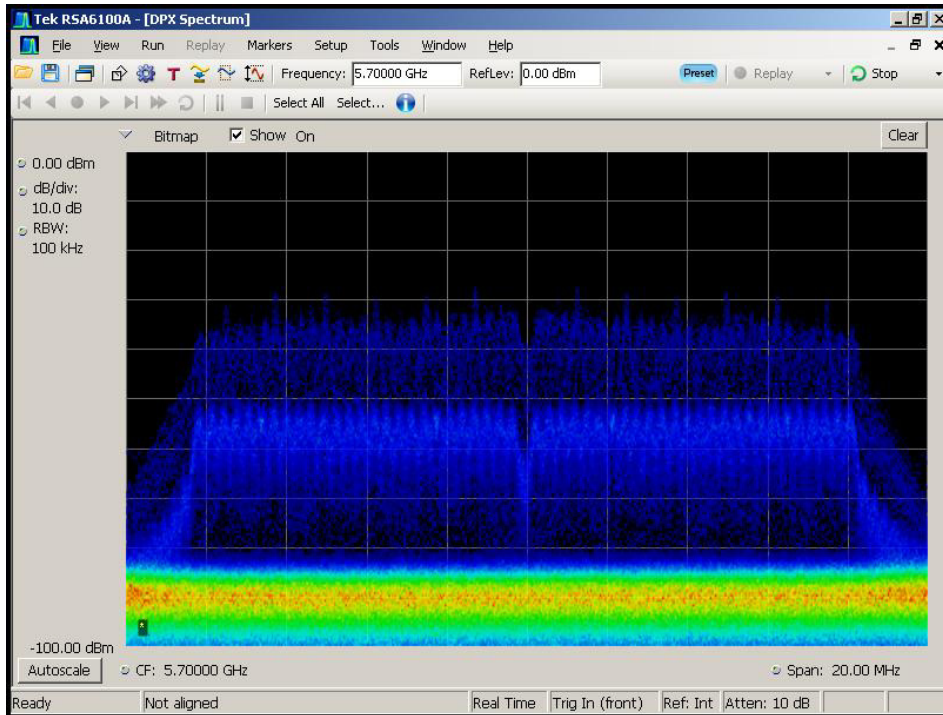 Tek RSA6100A - [DPX Spectrum]
File View Run Replay Markers Setup Tools Window Help
T Frequency: 5.70000 GHz RefLev: 0.00 dBm Preset Replay Stop
Select All Select...
Bitmap Show On Clear
0.00 dBm
dB/div:
10.0 dB
RBW:
100 kHz
-100.00 dBm
Autoscale CF: 5.70000 GHz Span: 20.00 MHz
Ready Not aligned Real Time Trig In (front) Ref: Int Atten: 10 dB